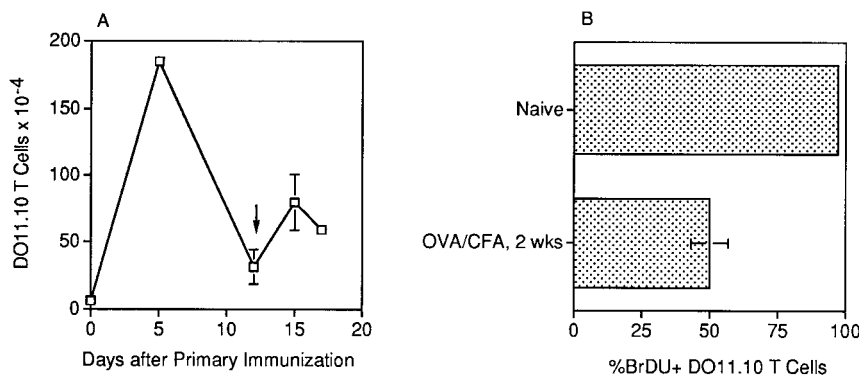 A
DO11.10 T Cells x 10-4
200
150
100
50
0
0 5 10 15 20
Days after Primary Immunization
B
Naive
OVA/CFA, 2 wks
0 25 50 75 100
%BrDU+ DO11.10 T Cells